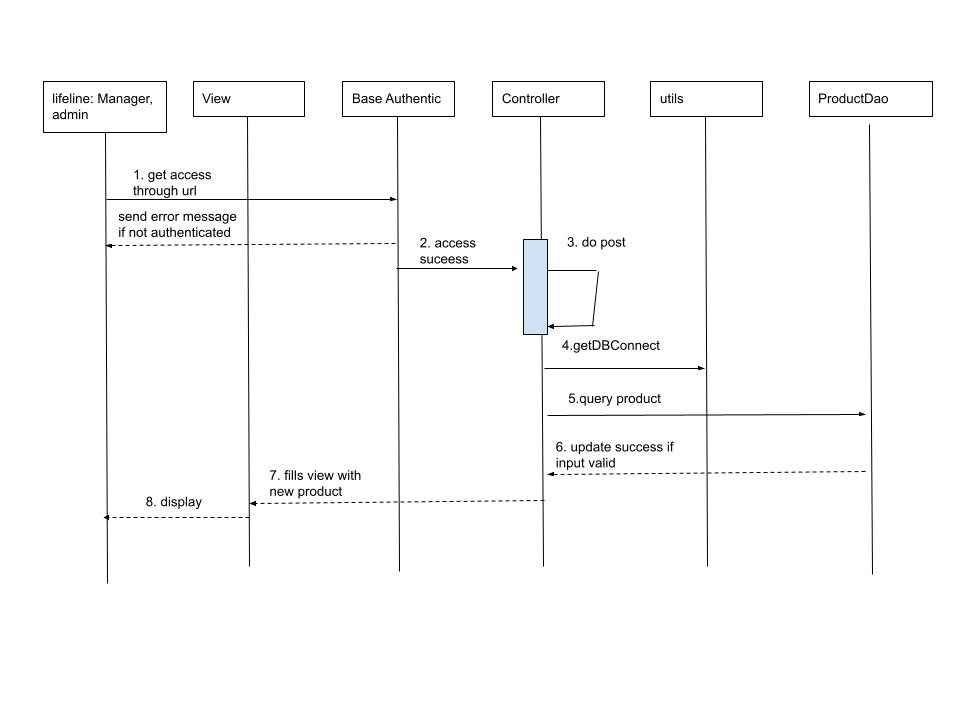 lifeline: Manager,
admin
View
Base Authentic
Controller
utils
ProductDao
1. get access
through url
send error message
if not authenticated
2. access
suceess
3. do post
4.getDBConnect
5.query product
6. update success if
input valid
7. fills view with
new product
8. display